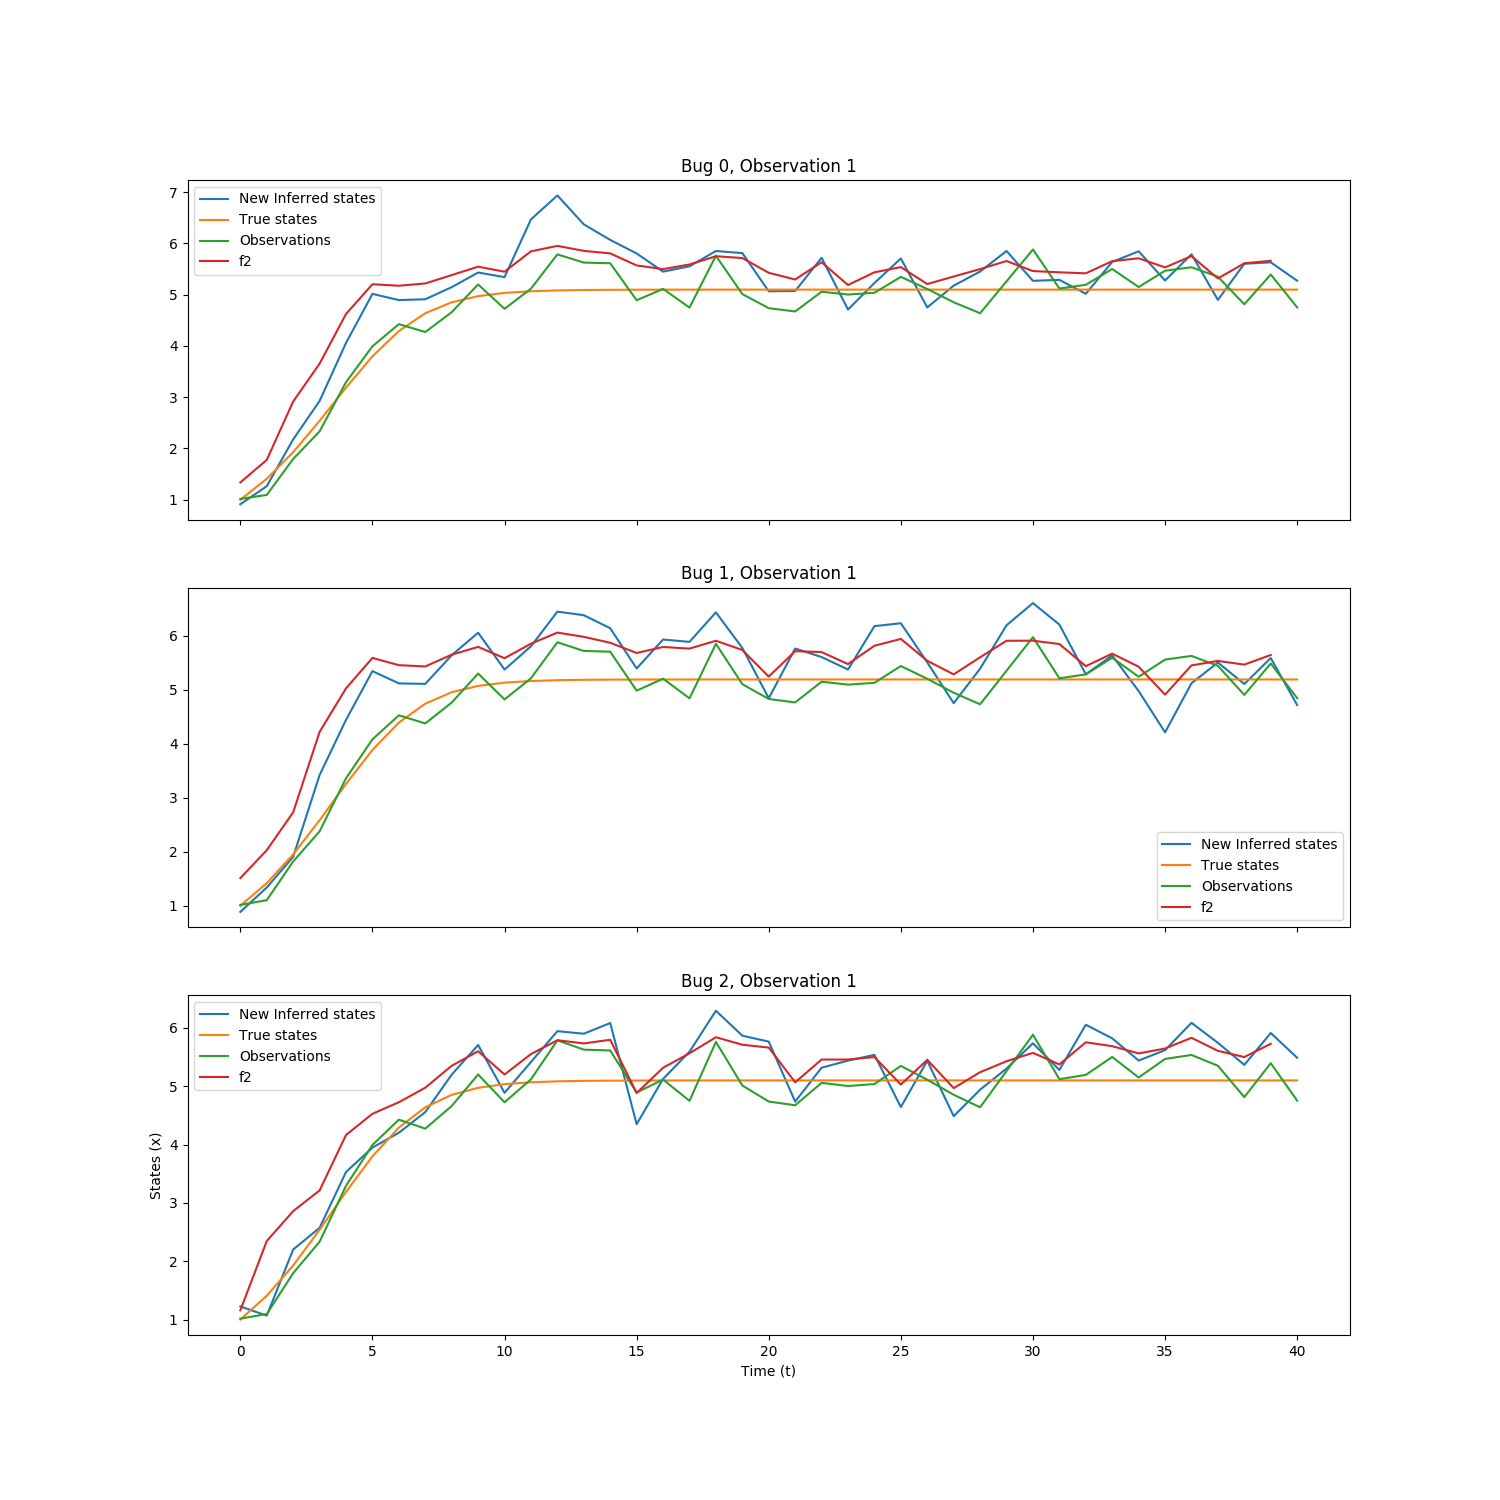 Bug 0, Observation 1
7
6
5
4
3
2
1
New Inferred states
True states
Observations
f2
Bug 1, Observation 1
6
5
4
3
2
1
New Inferred states
True states
Observations
f2
Bug 2, Observation 1
6
5
4
3
2
1
New Inferred states
True states
Observations
f2
States (x)
0 5 10 15 20 25 30 35 40
Time (t)